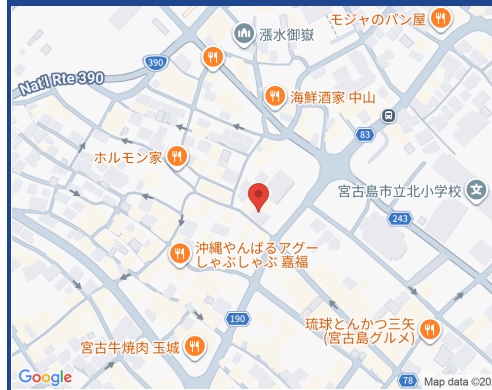 モジャのパン屋
漲水御嶽
390
Nat'l Rte 390
海鮮酒家 中山
83
ホルモン家
宮古島市立北小学校
243
沖縄やんばるアグー
しゃぶしゃぶ 嘉福
190
琉球とんかつ三矢
(宮古島グルメ)
宮古牛焼肉 玉城
78
Google
Map data ©20